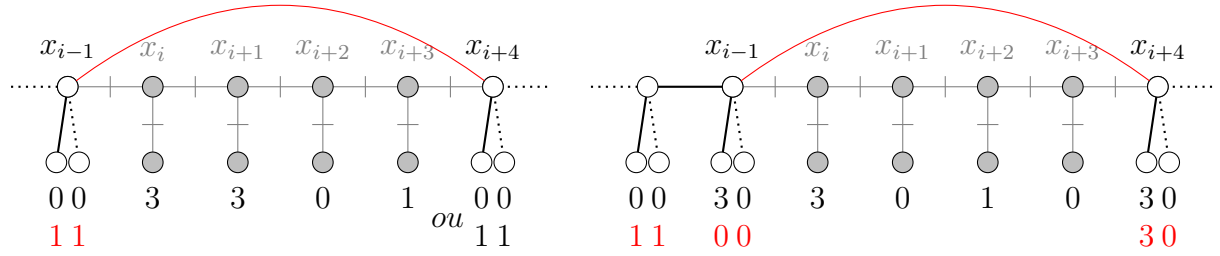 x_{i-1} x_i x_{i+1} x_{i+2} x_{i+3} x_{i+4}
0 0 3 3 0 1 0 0
ou
1 1 1 1
x_{i-1} x_i x_{i+1} x_{i+2} x_{i+3} x_{i+4}
0 0 3 0 3 0 1 0 3 0
1 1 0 0 3 0